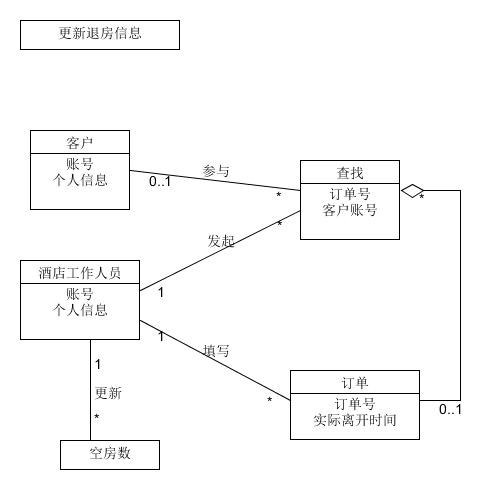 更新退房信息
客户
账号
个人信息
参与
0..1
*
查找
订单号
客户账号
*
发起
*
1
酒店工作人员
账号
个人信息
1
填写
*
1
更新
*
空房数
订单
订单号
实际离开时间
0..1